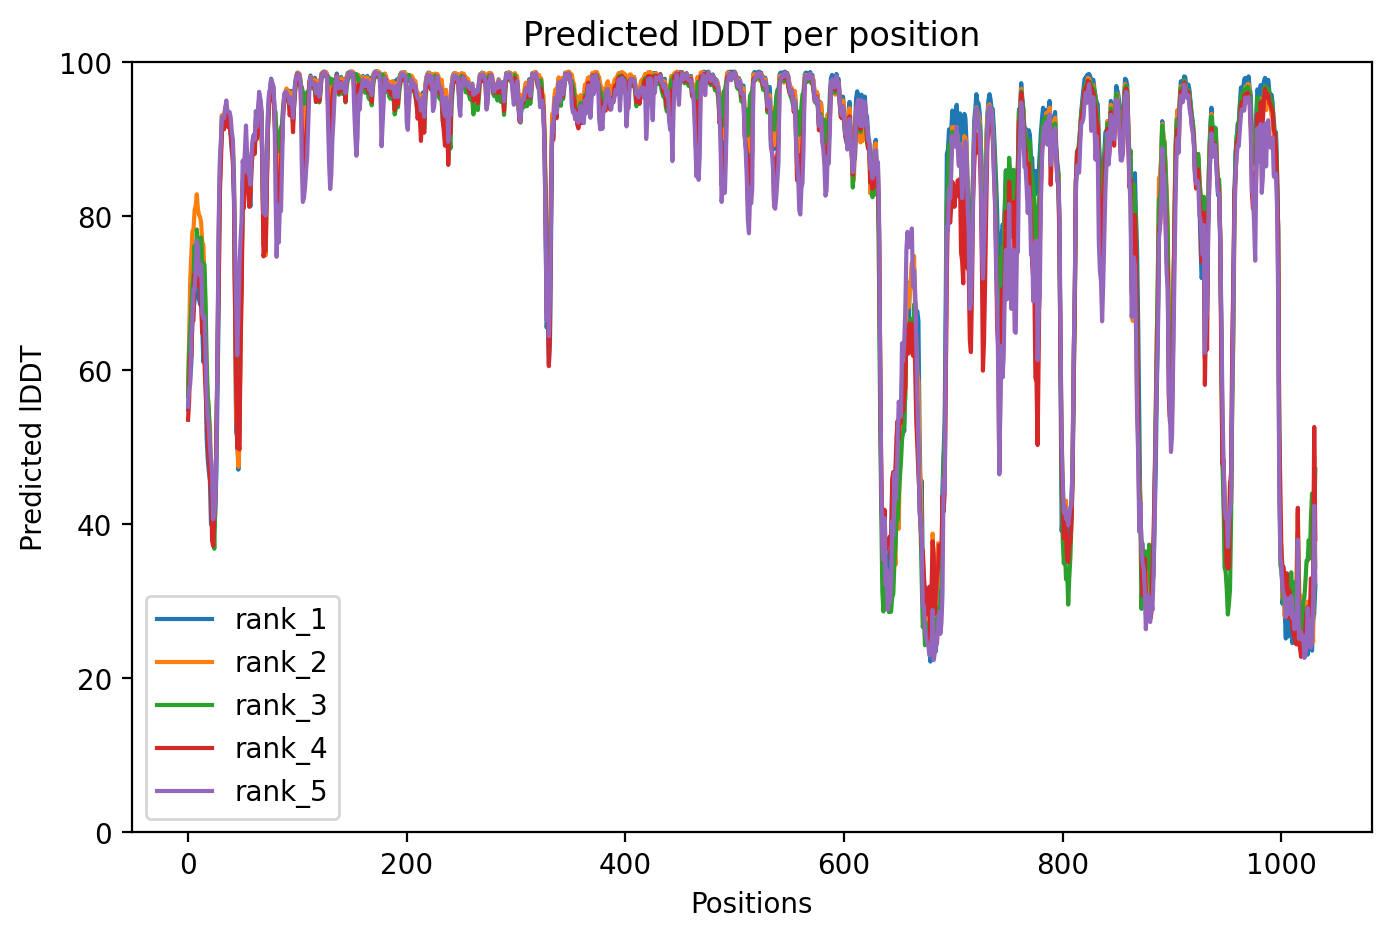 Predicted lDDT per position
100
80
60
40
20
0
Predicted lDDT
rank_1
rank_2
rank_3
rank_4
rank_5
0 200 400 600 800 1000
Positions